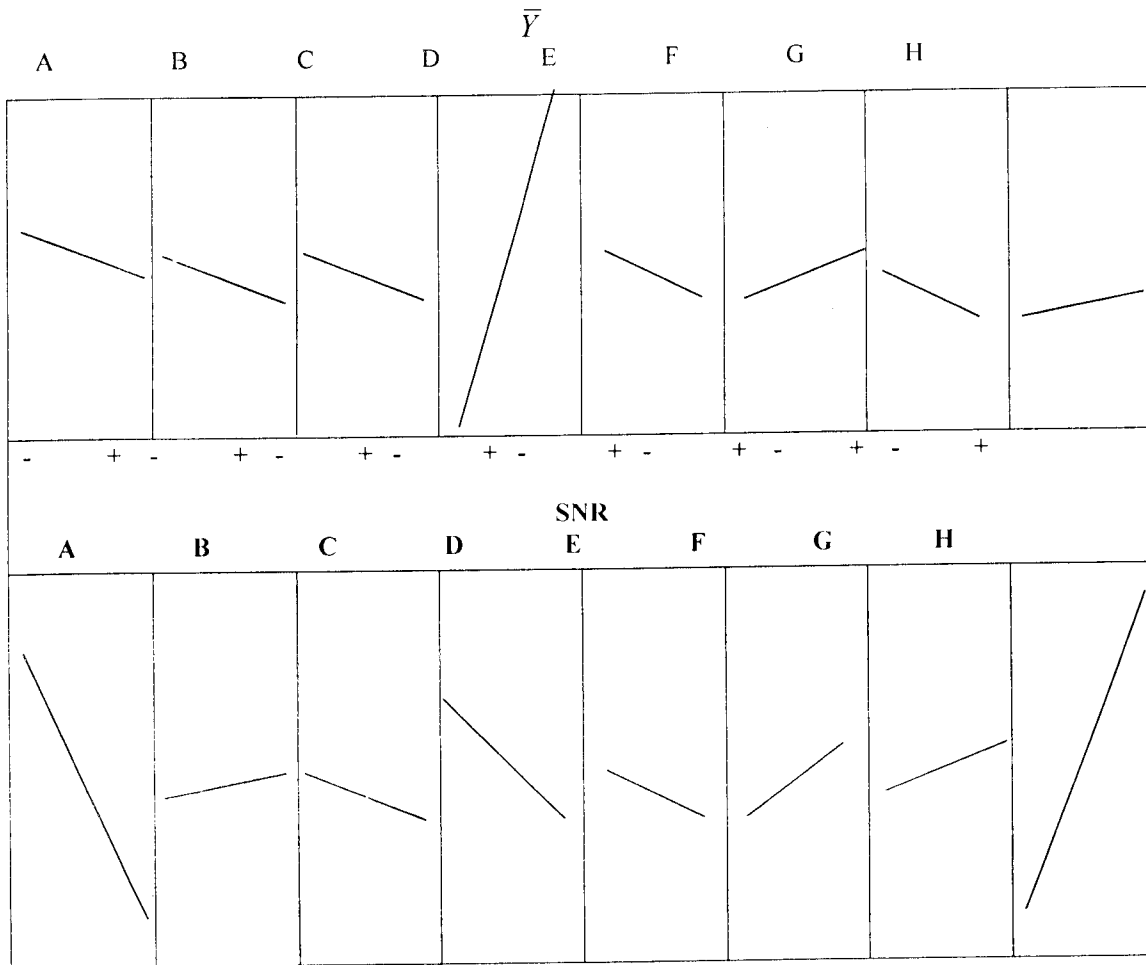 Y̅
A B C D E F G H
- + - + - + - + - + - + - + - +
SNR
A B C D E F G H